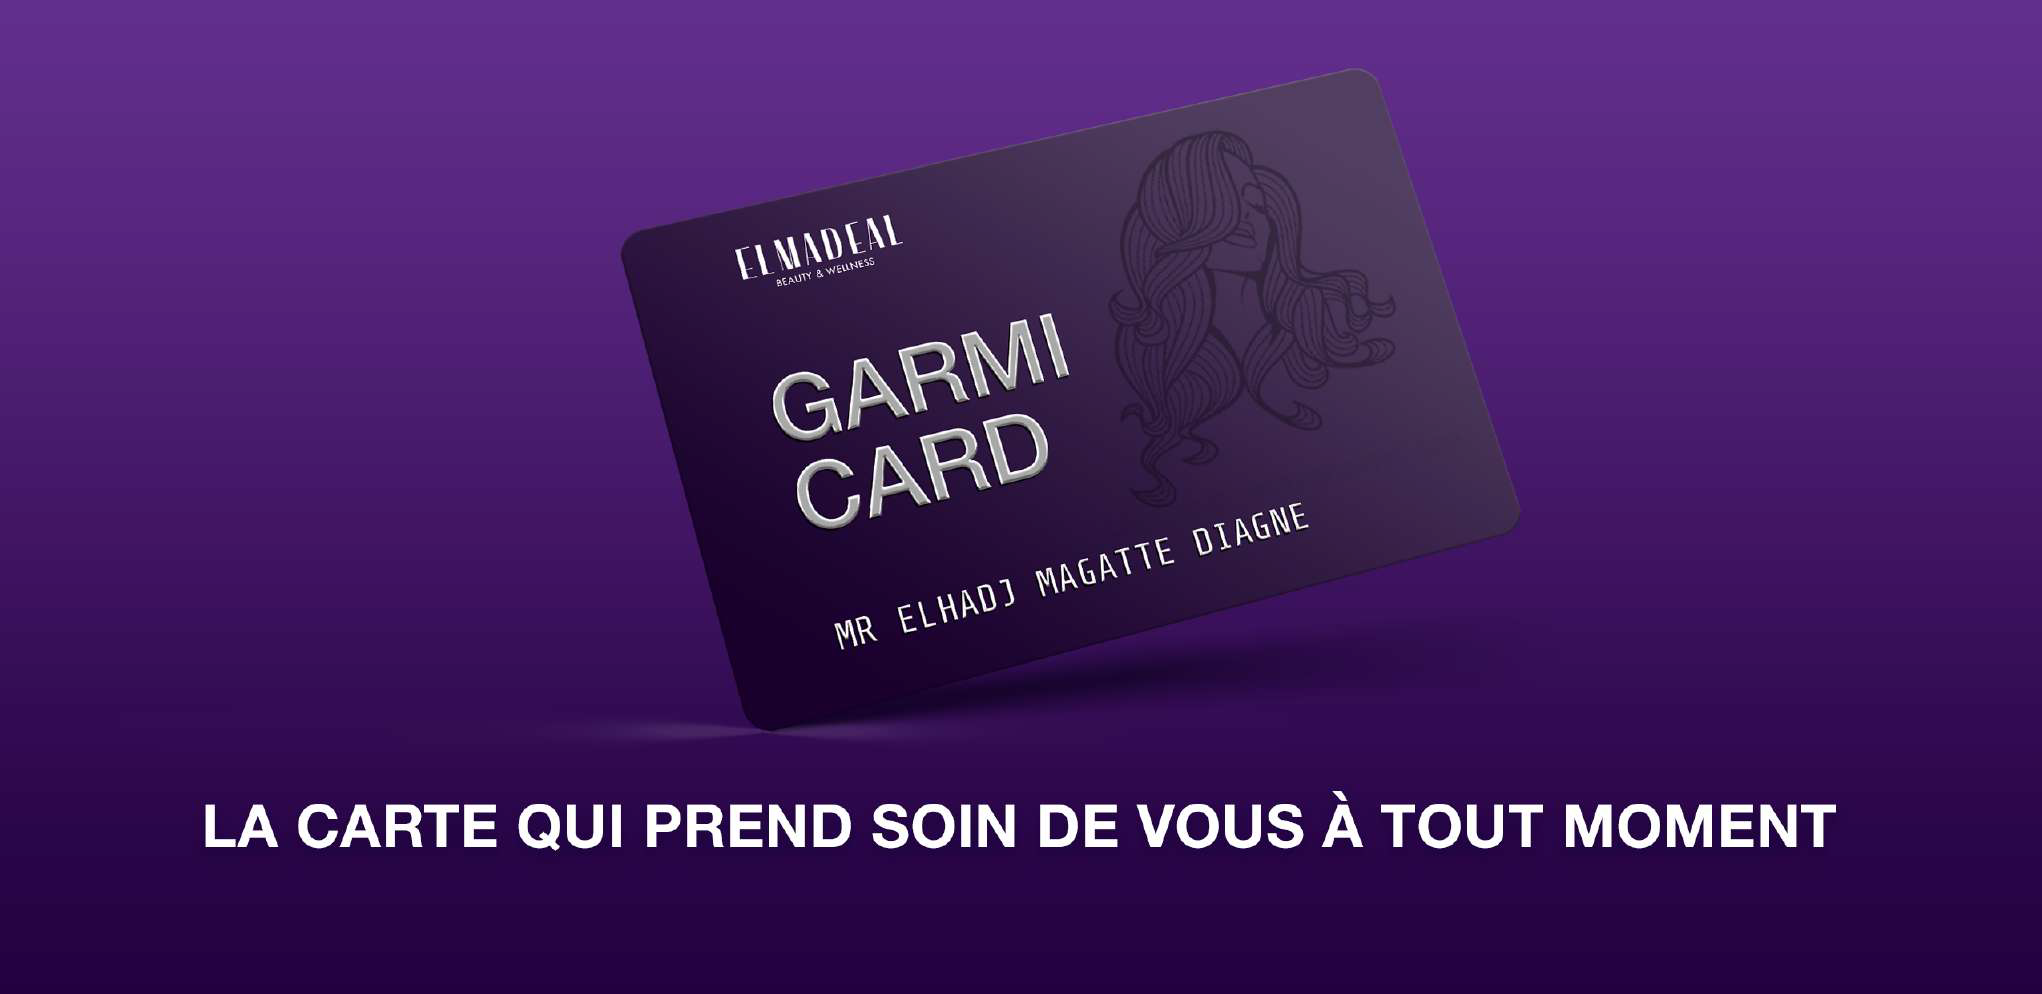 ELMADEAL
BEAUTY & WELLNESS
GARMI
CARD
MR ELHADJ MAGATTE DIAGNE
LA CARTE QUI PREND SOIN DE VOUS À TOUT MOMENT